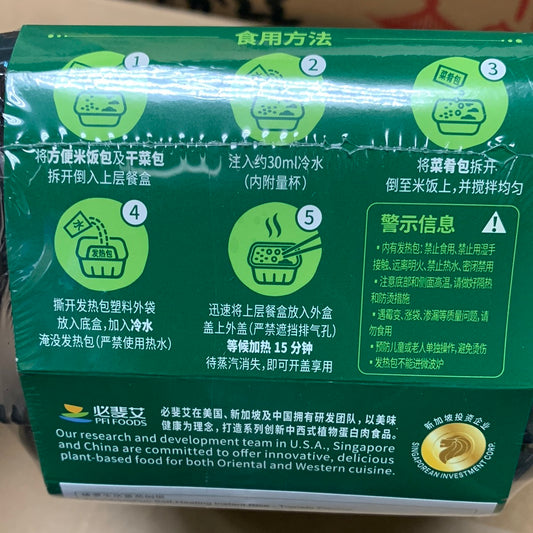 食用方法
1
将方便米饭包及干菜包
拆开倒入上层餐盒
2
注入约30ml冷水
(内附量杯)
3
菜肴包
将菜肴包拆开
倒至米饭上,并搅拌均匀
4
水
发热包
撕开发热包塑料外袋
放入底盒,加入冷水
淹没发热包(严禁使用热水)
5
迅速将上层餐盒放入外盒
盖上外盖(严禁遮挡排气孔)
等候加热 15 分钟
待蒸汽消失,即可开盖享用
警示信息
• 内有发热包: 禁止食用、禁止用湿手
接触、远离明火、禁止热水、密闭禁用
• 注意底部和侧面高温, 请做好隔热
和防烫措施
• 遇霉变、涨袋、渗漏等质量问题, 请
勿食用
• 预防儿童或老人单独操作, 避免烫伤
• 发热包不能进微波炉
必斐艾
PFI FOODS
必斐艾在美国、新加坡及中国拥有研发团队, 以美味
健康为理念, 打造系列创新中西式植物蛋白肉食品。
Our research and development team in U.S.A., Singapore
and China are committed to offer innovative, delicious
plant-based food for both Oriental and Western cuisine.
新加坡投资企业
SINGAPOREAN INVESTMENT CORP.